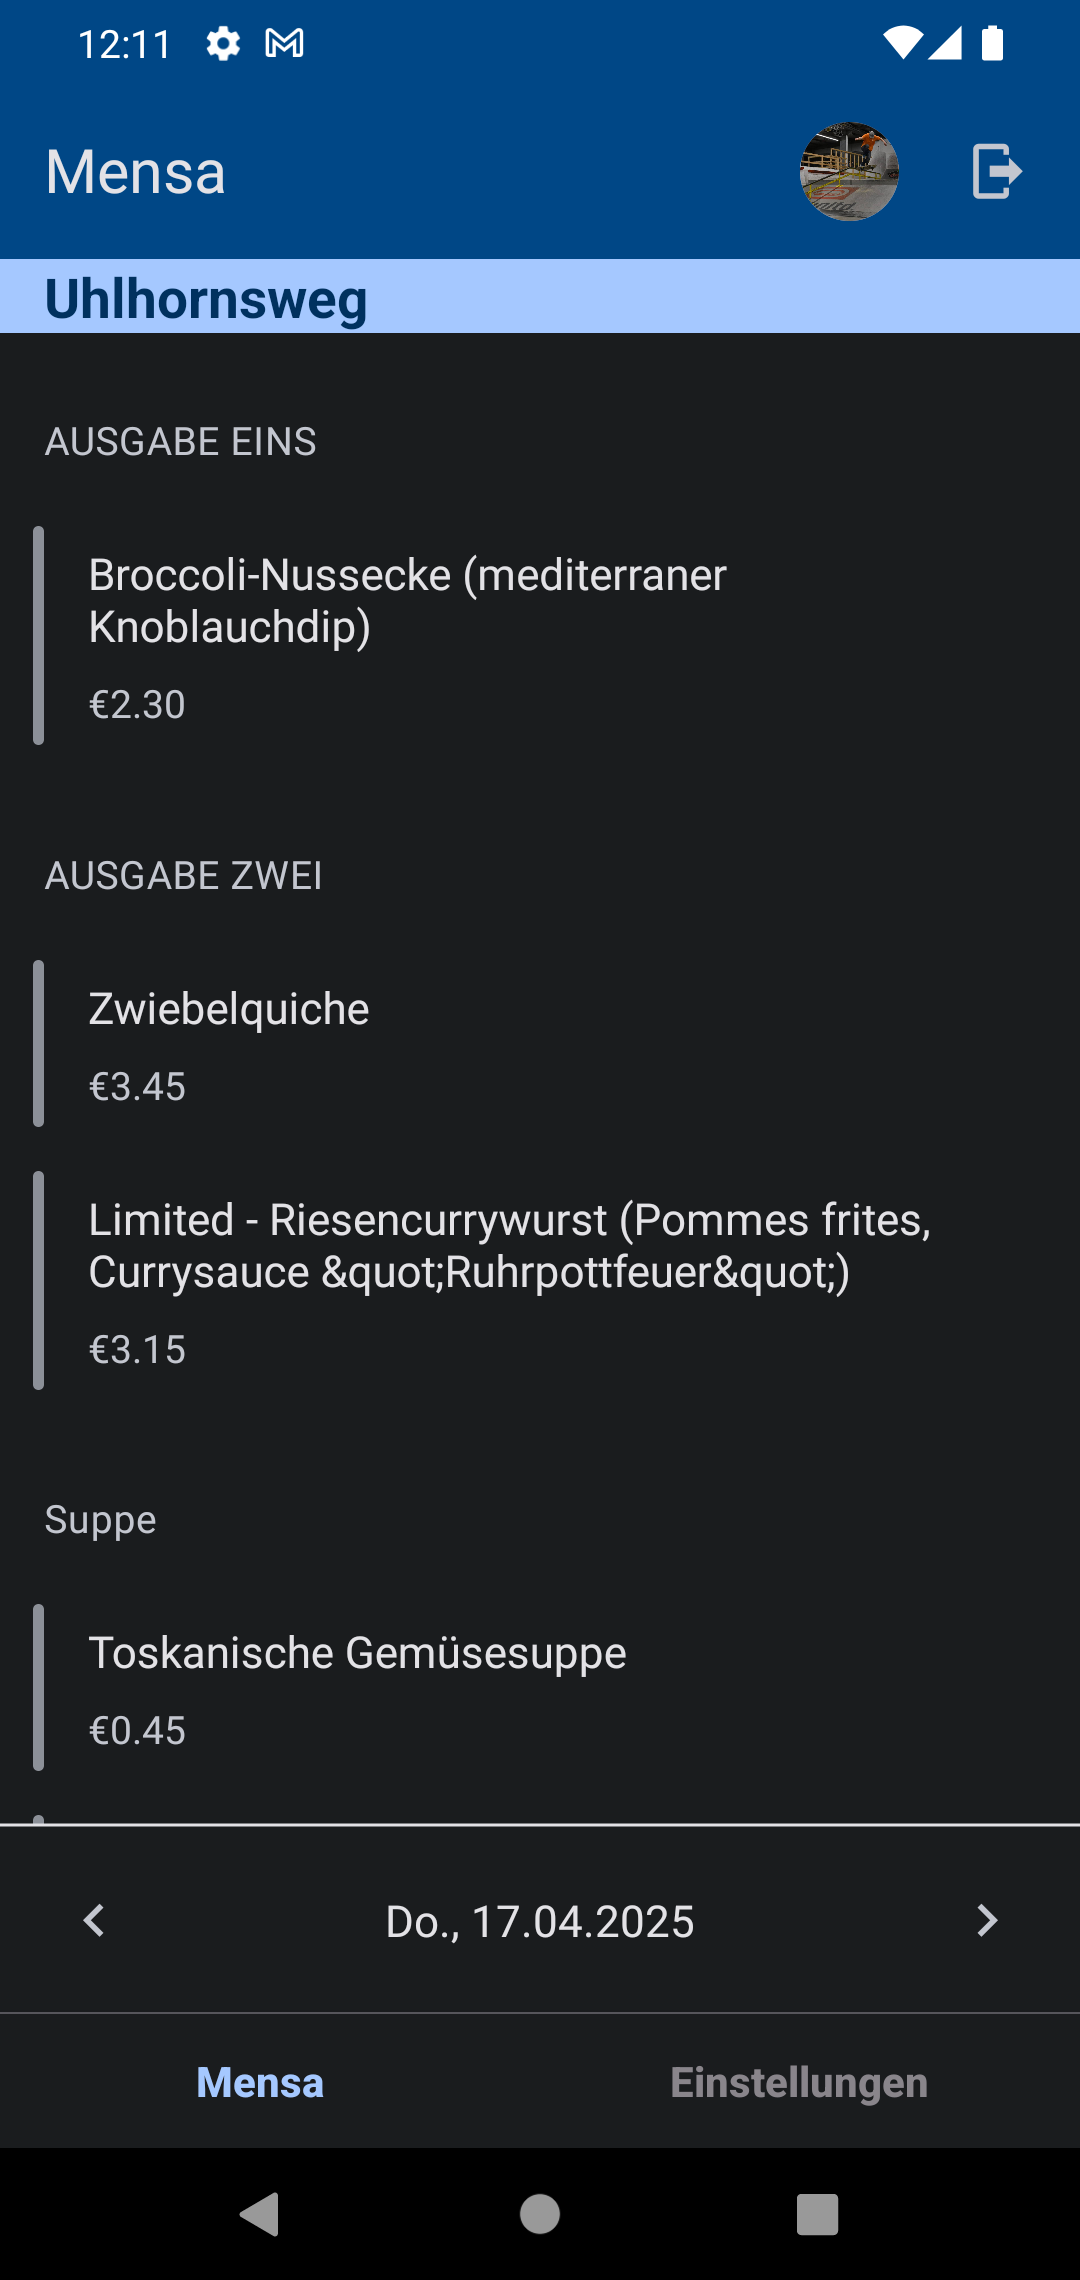 12:11
Mensa
Uhlhornsweg
AUSGABE EINS
Broccoli-Nussecke (mediterraner
Knoblauchdip)
€2.30
AUSGABE ZWEI
Zwiebelquiche
€3.45
Limited - Riesencurrywurst (Pommes frites,
Currysauce &quot;Ruhrpottfeuer&quot;)
€3.15
Suppe
Toskanische Gemüsesuppe
€0.45
Do., 17.04.2025
Mensa
Einstellungen